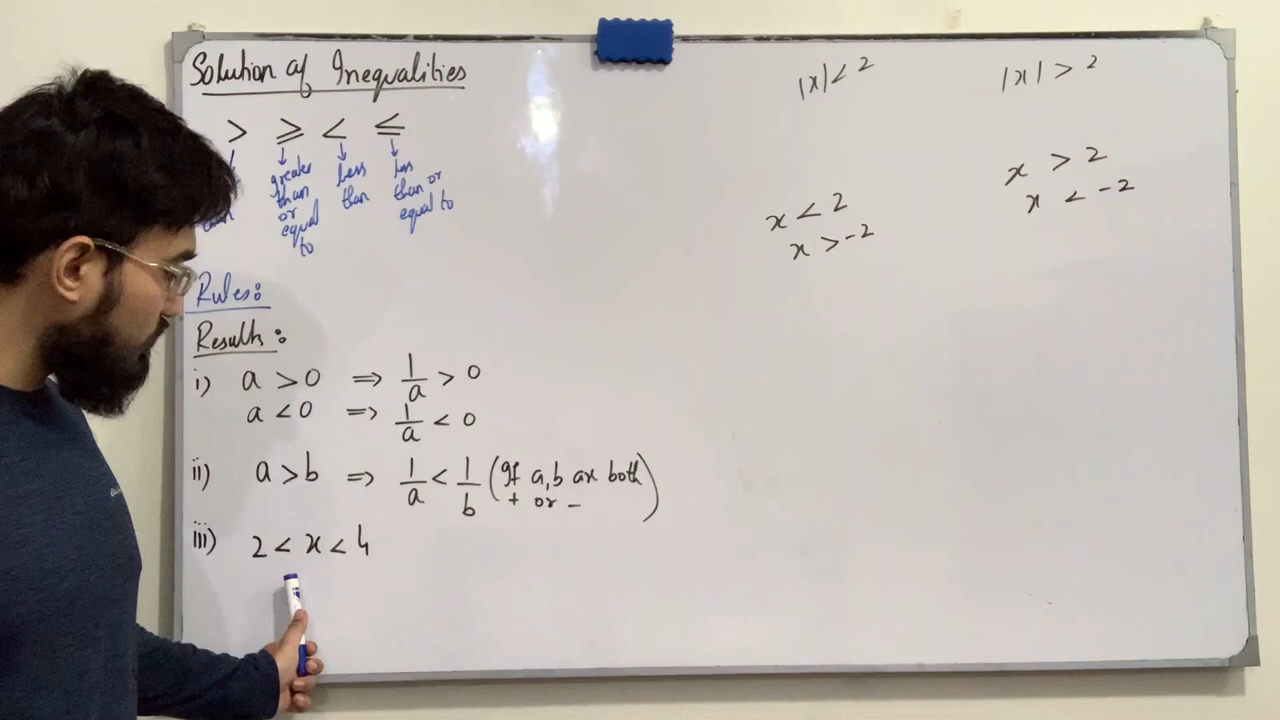 Solution of Inequalities
> ≥ < ≤
greater than or equal to
less than
less than or equal to
Rules:
Results:
i) a > 0 ⇒ 1/a > 0
a < 0 ⇒ 1/a < 0
ii) a > b ⇒ 1/a < 1/b (If a, b are both + or -)
iii) 2 < x < 4
|x| < 2
x < 2
x > -2
|x| > 2
x > 2
x < -2